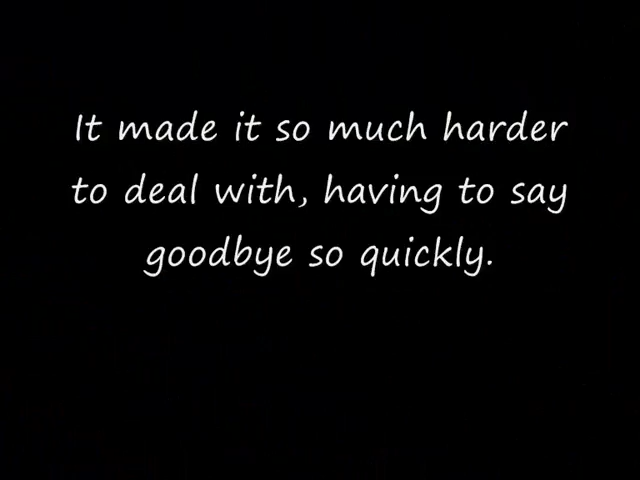 It made it so much harder
to deal with, having to say
goodbye so quickly.